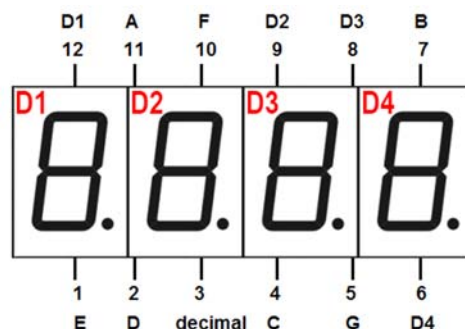 D1 A F D2 D3 B
12 11 10 9 8 7
D1 D2 D3 D4
1 2 3 4 5 6
E D decimal C G D4